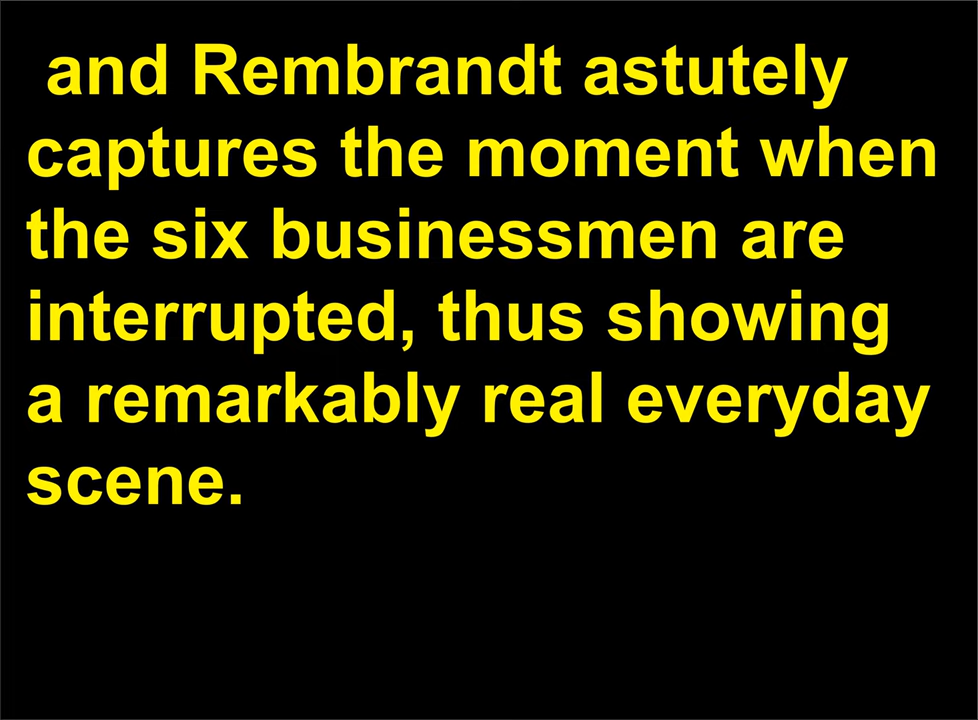 and Rembrandt astutely
captures the moment when
the six businessmen are
interrupted, thus showing
a remarkably real everyday
scene.